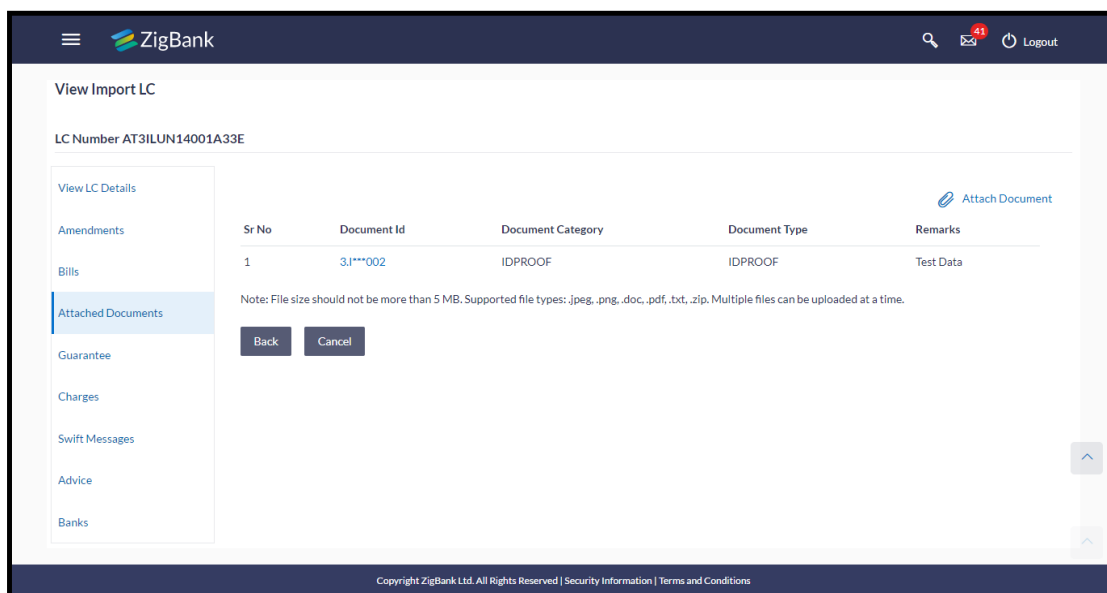 ZigBank
41
Logout
View Import LC
LC Number AT3ILUN14001A33E
View LC Details
Amendments
Bills
Attached Documents
Guarantee
Charges
Swift Messages
Advice
Banks
Attach Document
Sr No Document Id Document Category Document Type Remarks
1 3.I***002 IDPROOF IDPROOF Test Data
Note: File size should not be more than 5 MB. Supported file types: .jpeg, .png, .doc, .pdf, .txt, .zip. Multiple files can be uploaded at a time.
Back Cancel
Copyright ZigBank Ltd. All Rights Reserved | Security Information | Terms and Conditions